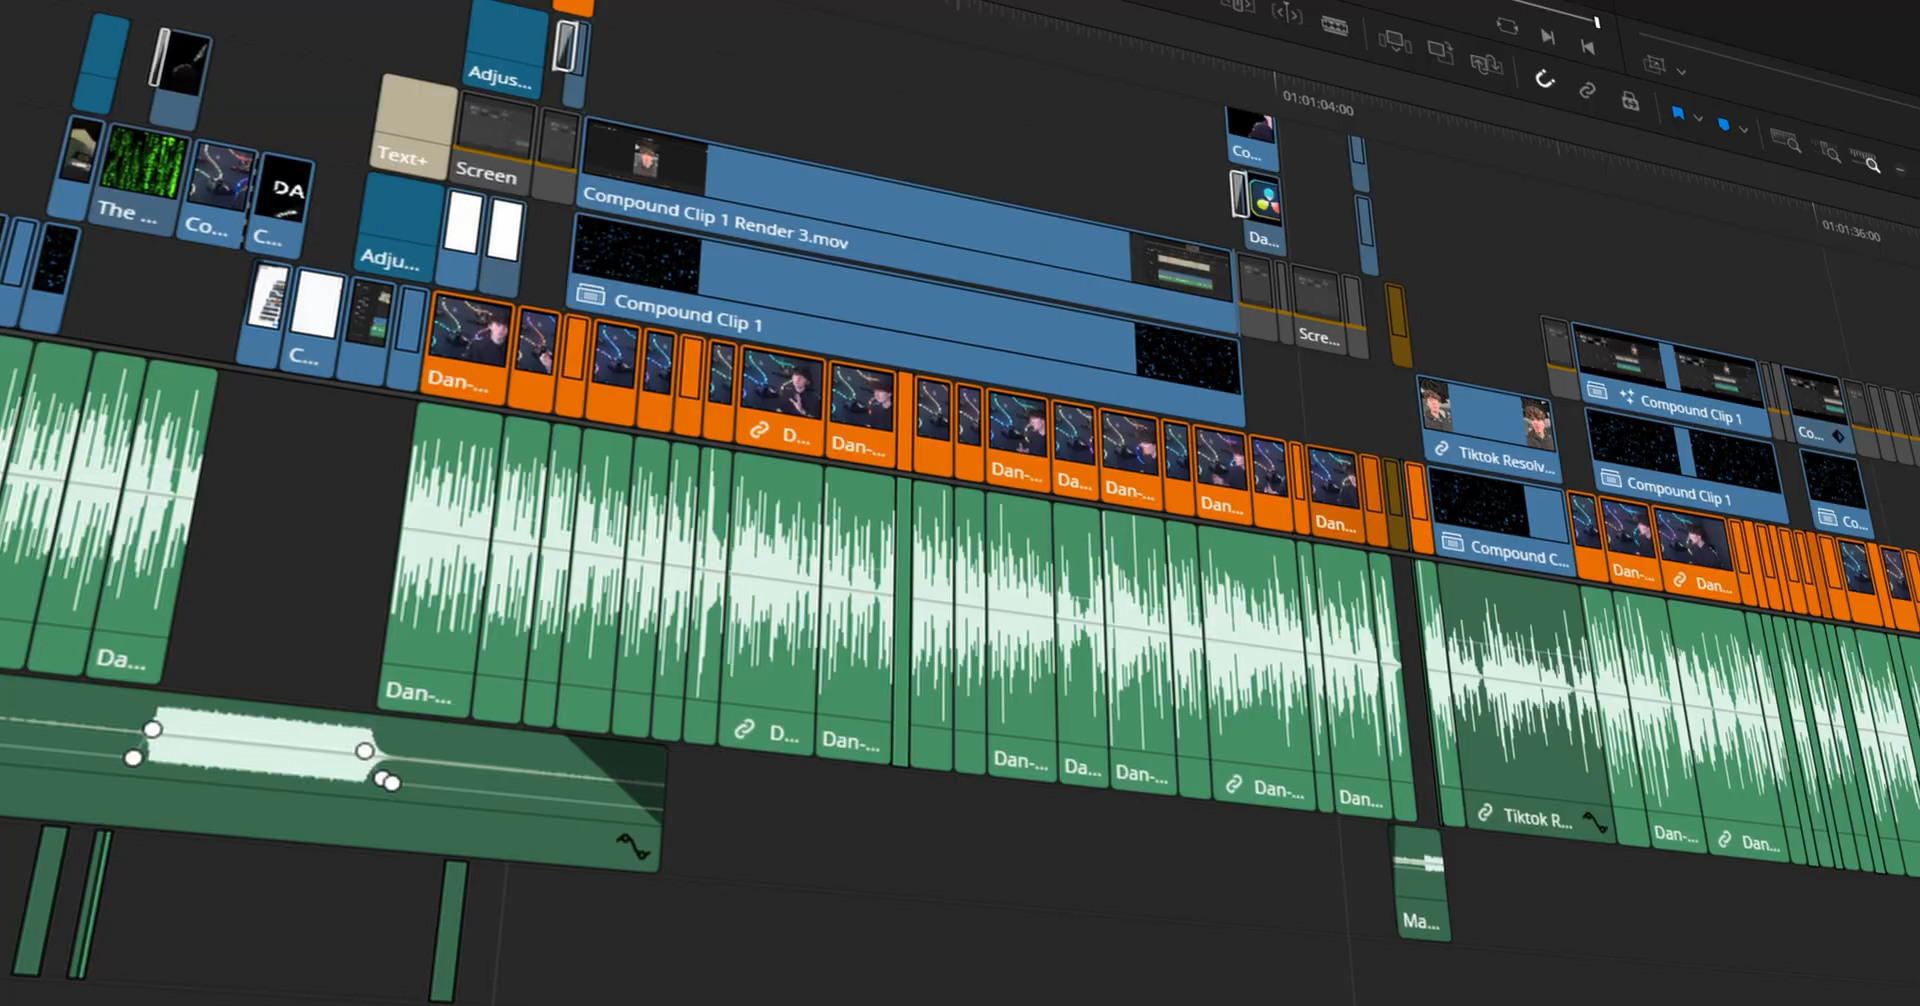 Adjus...
01:01:04:00
Text+
Screen
Co...
The ...
Co...
DA
C...
Compound Clip 1 Render 3.mov
Da...
01:01:36:00
Adju...
Compound Clip 1
Scre...
C...
Dan-...
D...
Dan-...
Dan-...
Da...
Dan-...
Dan...
Dan...
Tiktok Resolv...
Compound Clip 1
Co...
Compound Clip 1
Co...
Compound C...
Dan-...
Dan...
Da...
Dan-...
D...
Dan-...
Dan-...
Da...
Dan-...
Dan-...
Dan...
Tiktok R...
Dan-...
Dan...
Ma...